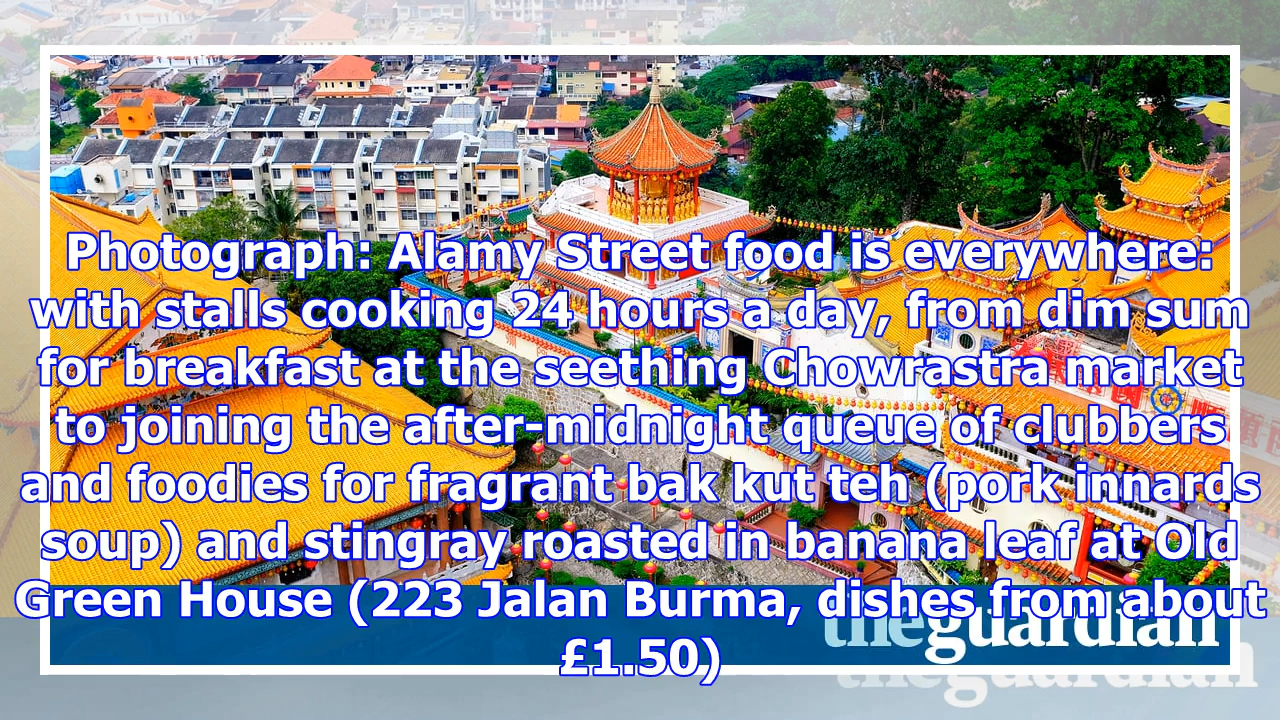 Photograph: Alamy Street food is everywhere:
with stalls cooking 24 hours a day, from dim sum
for breakfast at the seething Chowrastra market
to joining the after-midnight queue of clubbers
and foodies for fragrant bak kut teh (pork innards
soup) and stingray roasted in banana leaf at Old
Green House (223 Jalan Burma, dishes from about
£1.50)
theguardian
theguardian